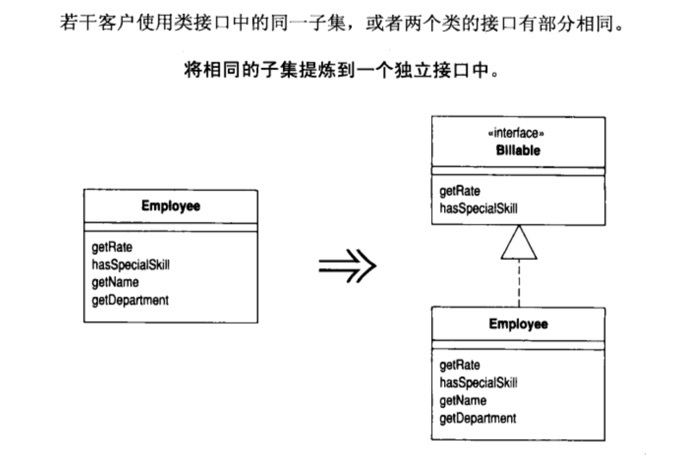 若干客户使用类接口中的同一子集，或者两个类的接口有部分相同。
将相同的子集提炼到一个独立接口中。
Employee
getRate
hasSpecialSkill
getName
getDepartment
«interface»
Billable
getRate
hasSpecialSkill
Employee
getRate
hasSpecialSkill
getName
getDepartment